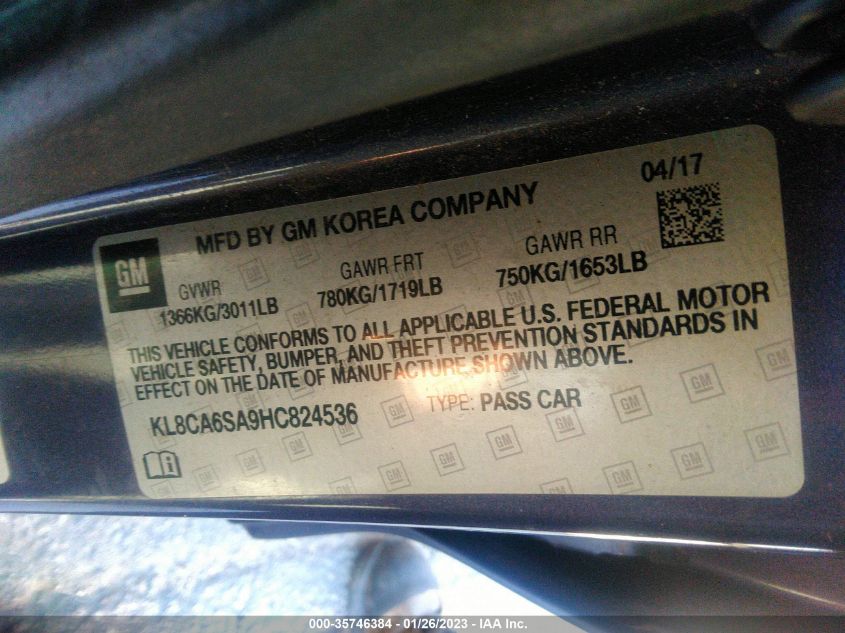 04/17
MFD BY GM KOREA COMPANY
GM
GVWR GAWR FRT GAWR RR
1366KG/3011LB 780KG/1719LB 750KG/1653LB
THIS VEHICLE CONFORMS TO ALL APPLICABLE U.S. FEDERAL MOTOR
VEHICLE SAFETY, BUMPER, AND THEFT PREVENTION STANDARDS IN
EFFECT ON THE DATE OF MANUFACTURE SHOWN ABOVE.
KL8CA6SA9HC824536 TYPE: PASS CAR
000-35746384 - 01/26/2023 - IAA Inc.